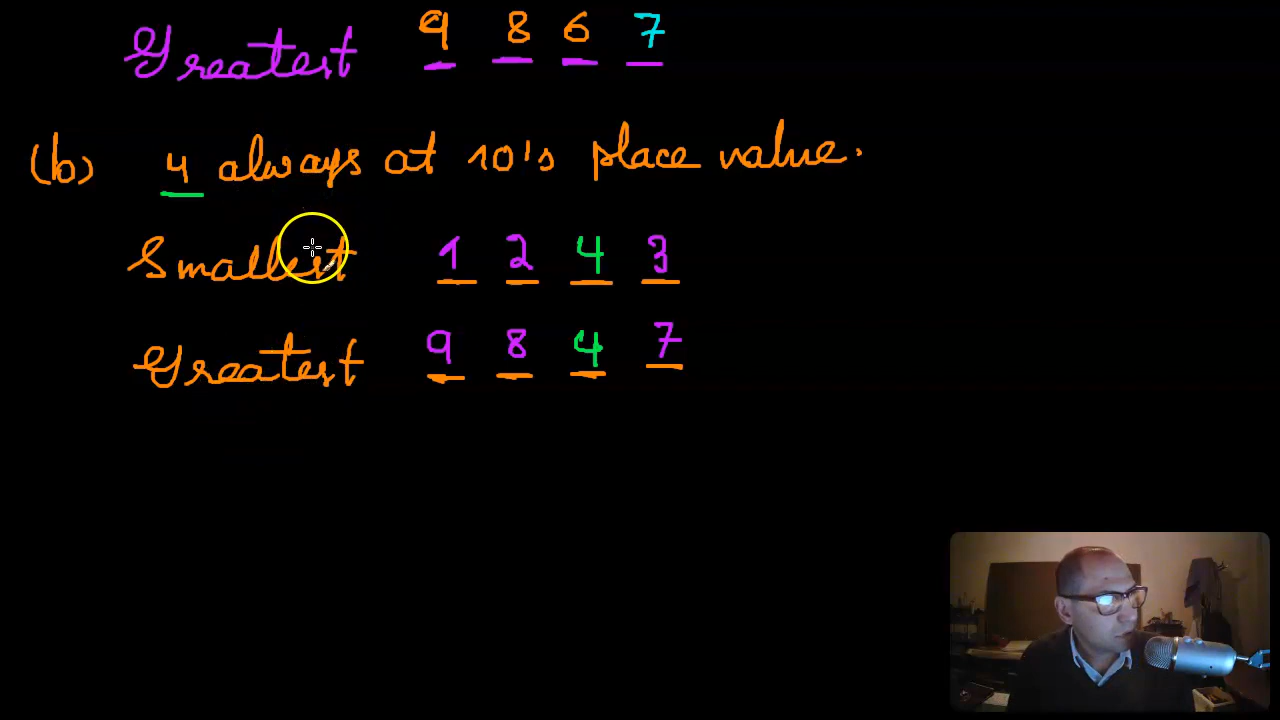 Greatest 9 8 6 7
(b) 4 always at 10's place value.
Smallest 1 2 4 3
Greatest 9 8 4 7